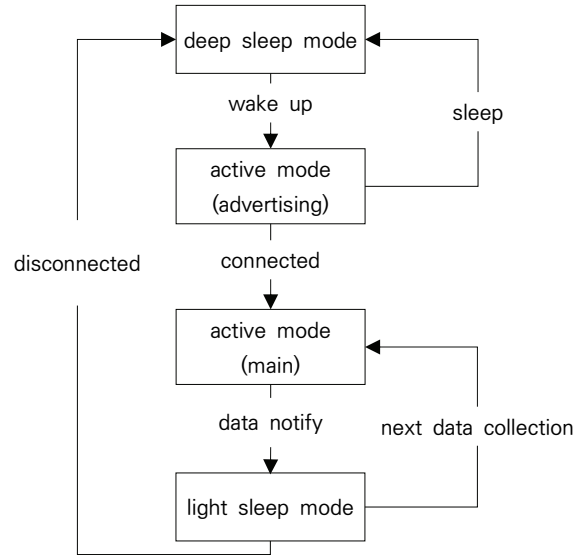 deep sleep mode
wake up
sleep
active mode
(advertising)
disconnected
connected
active mode
(main)
data notify
next data collection
light sleep mode